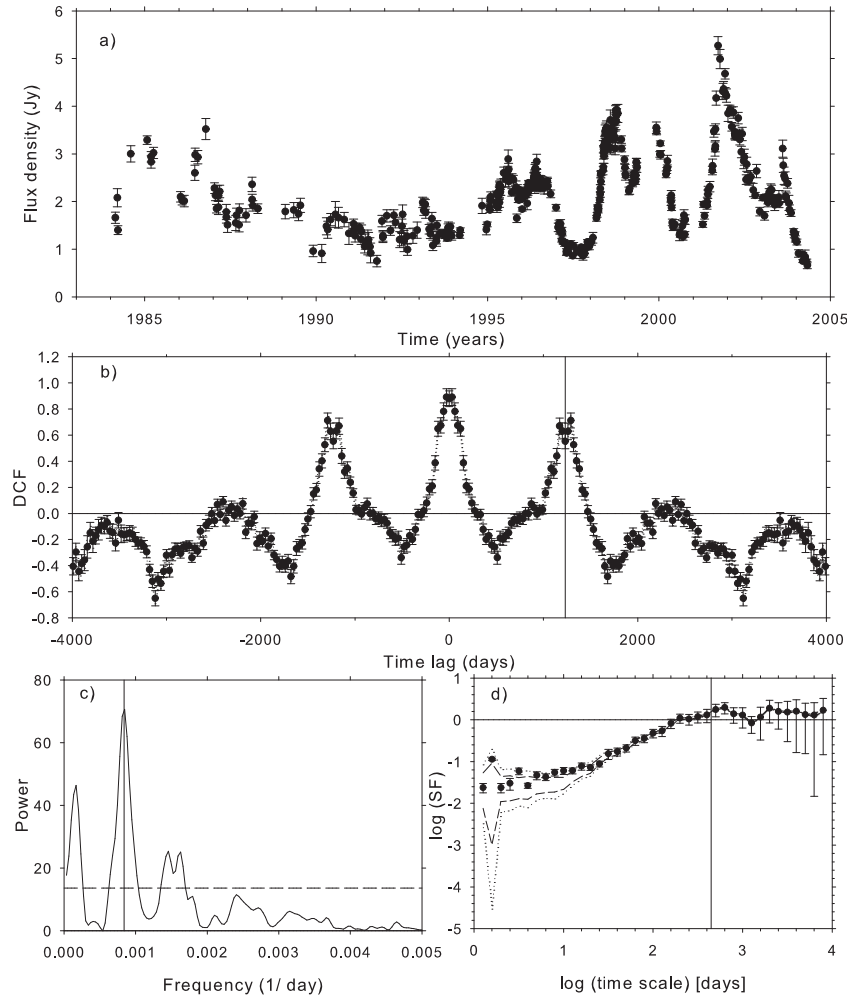 a)
Flux density (Jy)
6
5
4
3
2
1
0
1985 1990 1995 2000 2005
Time (years)
b)
DCF
1.2
1.0
0.8
0.6
0.4
0.2
0.0
-0.2
-0.4
-0.6
-0.8
-4000 -2000 0 2000 4000
Time lag (days)
c)
Power
80
60
40
20
0
0.000 0.001 0.002 0.003 0.004 0.005
Frequency (1/ day)
d)
log (SF)
1
0
-1
-2
-3
-4
-5
0 1 2 3 4
log (time scale) [days]